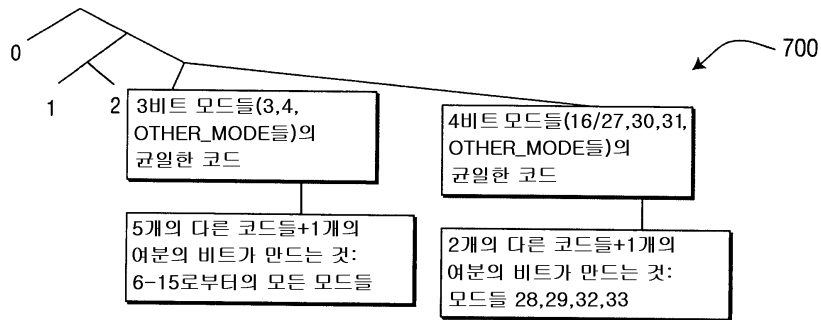 700
0
1
2
3비트 모드들(3,4,
OTHER_MODE들)의
균일한 코드
4비트 모드들(16/27,30,31,
OTHER_MODE들)의
균일한 코드
5개의 다른 코드들+1개의
여분의 비트가 만드는 것:
6-15로부터의 모든 모드들
2개의 다른 코드들+1개의
여분의 비트가 만드는 것:
모드들 28,29,32,33